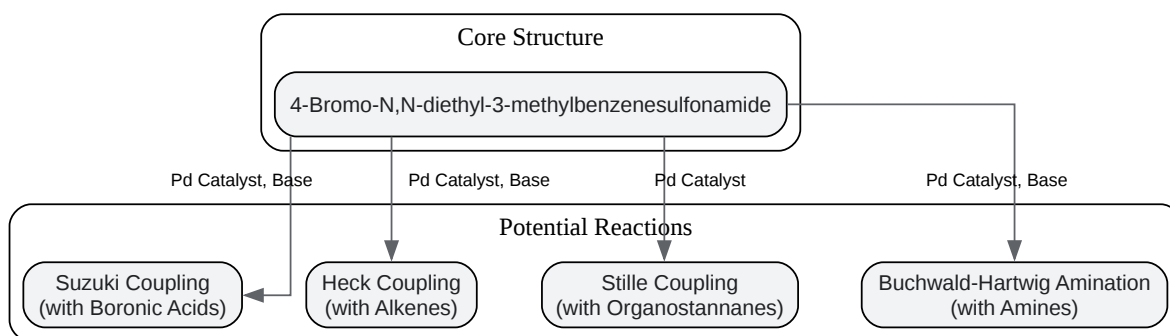 Core Structure
4-Bromo-N,N-diethyl-3-methylbenzenesulfonamide
Pd Catalyst, Base
Pd Catalyst, Base
Pd Catalyst
Pd Catalyst, Base
Potential Reactions
Suzuki Coupling
(with Boronic Acids)
Heck Coupling
(with Alkenes)
Stille Coupling
(with Organostannanes)
Buchwald-Hartwig Amination
(with Amines)